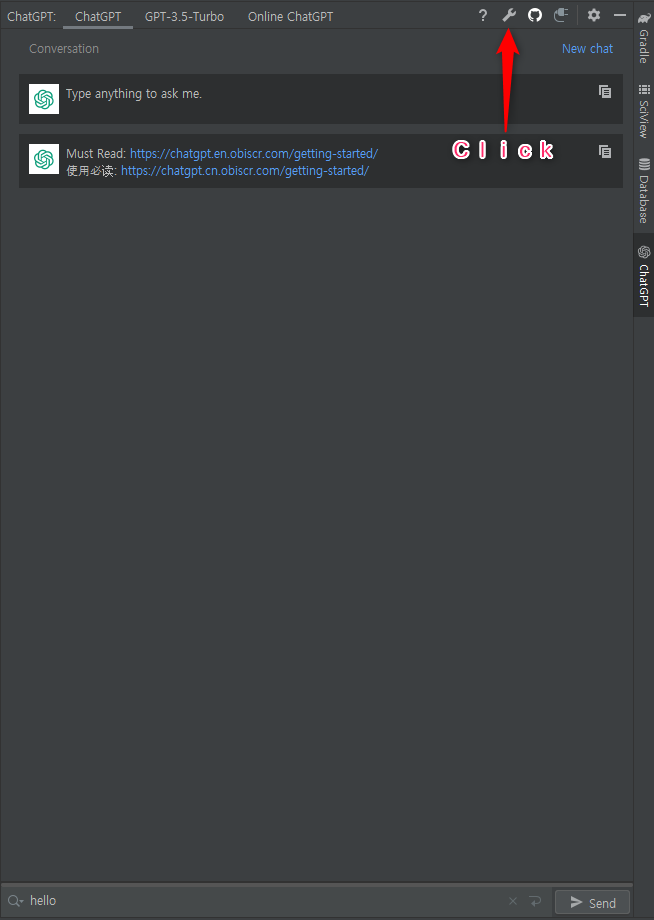 ChatGPT: ChatGPT GPT-3.5-Turbo Online ChatGPT ?
Conversation New chat
Type anything to ask me.
Must Read: https://chatgpt.en.obiscr.com/getting-started/
使用必读: https://chatgpt.cn.obiscr.com/getting-started/
Click
Gradle
SciView
Database
ChatGPT
hello Send